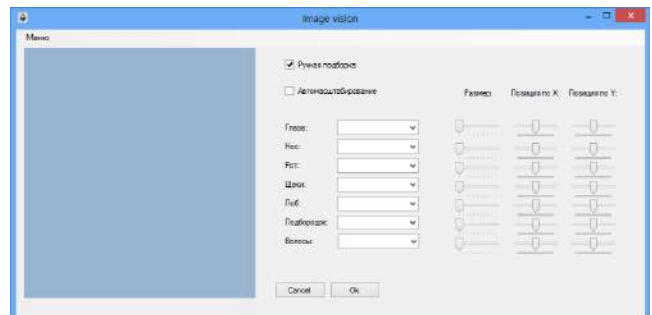 Image vision
Меню
Ручная подборка
Автомасштабирование
Размер: Позиция по X: Позиция по Y:
Глаза:
Нос:
Рот:
Щеки:
Лоб:
Подбородок:
Волосы:
Cancel Ok